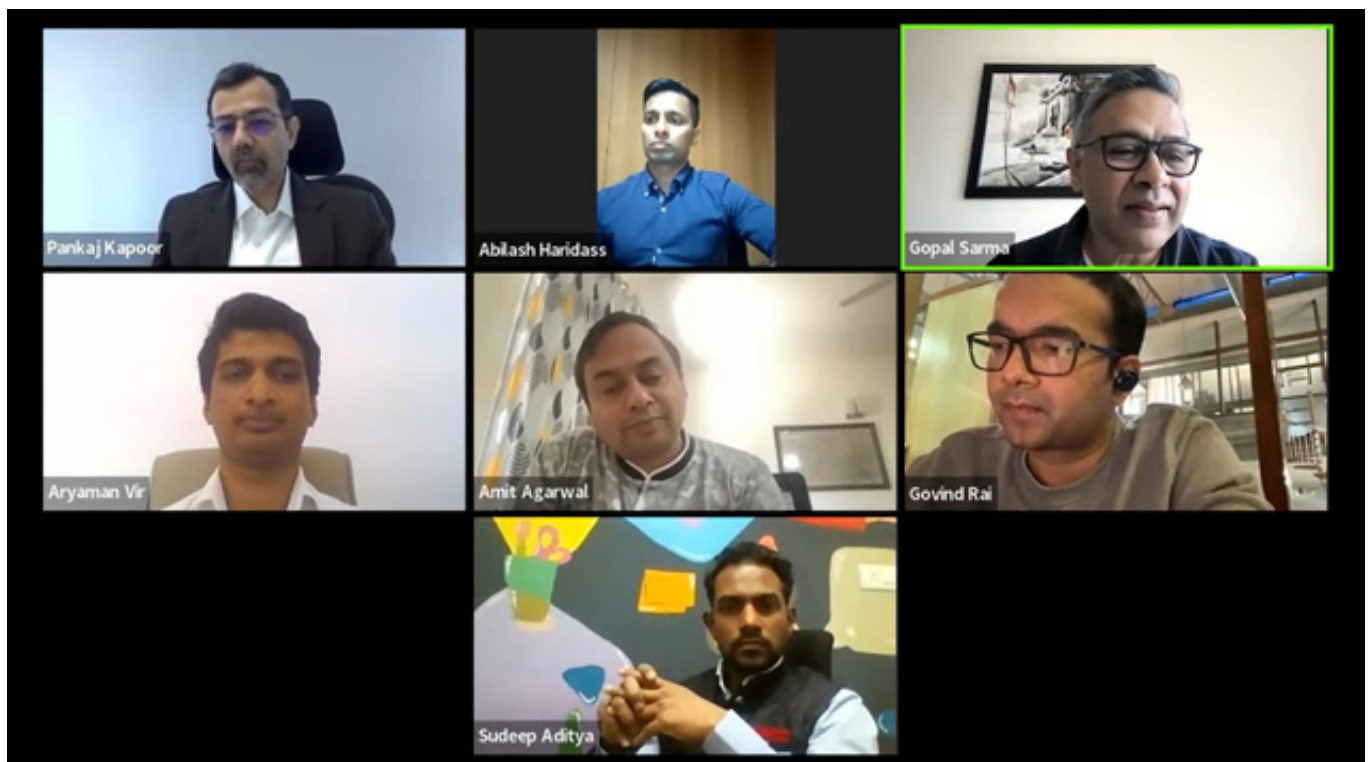 Pankaj Kapoor
Abilash Haridass
Gopal Sarma
Aryaman Vir
Amit Agarwal
Govind Rai
Sudeep Aditya